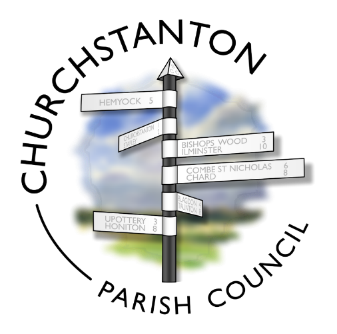 CHURCHSTANTON
HEMYOCK 5
BISHOPS WOOD 3
ILMINSTER 10
COMBE ST NICHOLAS 6
CHARD 8
UPOTTERY 3
HONITON 8
PARISH COUNCIL